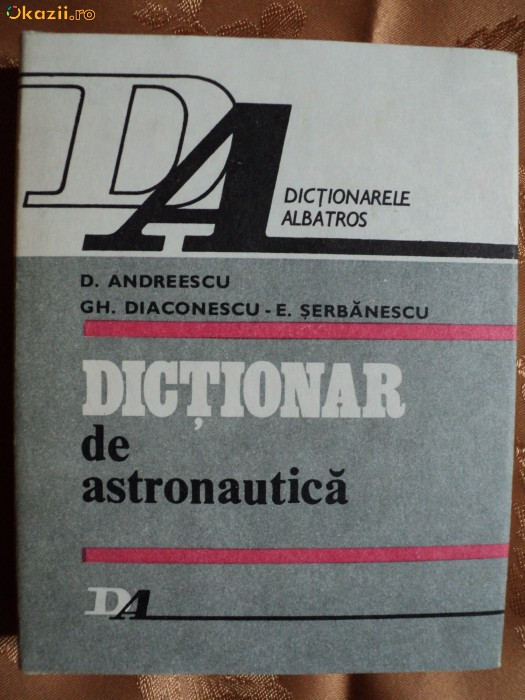 Okazii.ro
DA
DICȚIONARELE
ALBATROS
D. ANDREESCU
GH. DIACONESCU - E. ȘERBĂNESCU
DICȚIONAR
de
astronautică
DA